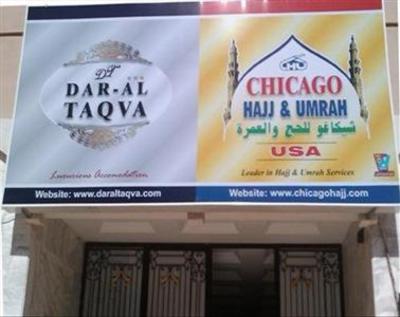 DT
DAR-AL
TAQVA
Luxurious Accomodation
Website: www.daraltaqva.com
CHICAGO
HAJJ & UMRAH
شيكاغو للحج والعمرة
USA
Leader in Hajj & Umrah Services
Website: www.chicagohajj.com